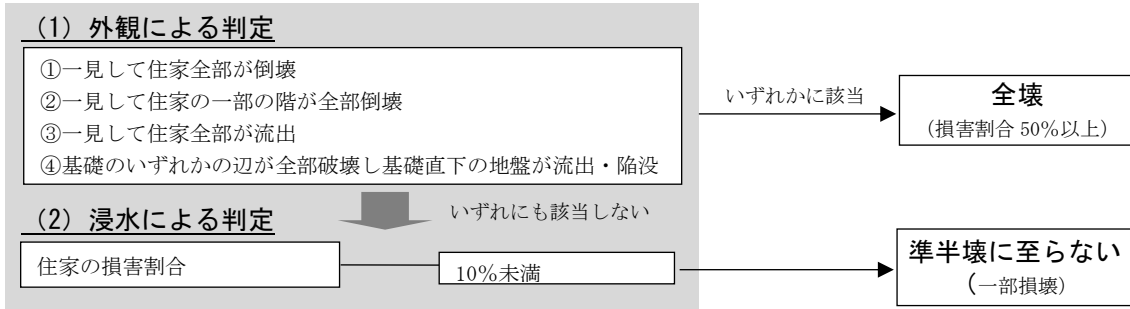 (1) 外観による判定
①一見して住家全部が倒壊
②一見して住家の一部の階が全部倒壊
③一見して住家全部が流出
④基礎のいずれかの辺が全部破壊し基礎直下の地盤が流出・陥没
いずれかに該当
全壊
(損害割合 50%以上)
いずれにも該当しない
(2) 浸水による判定
住家の損害割合
10%未満
準半壊に至らない
(一部損壊)